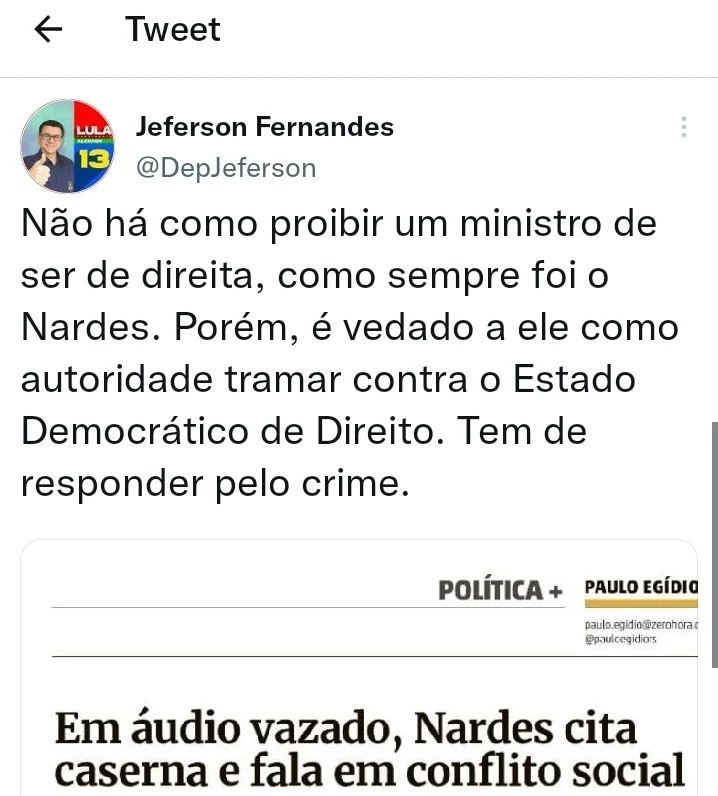 Tweet
LULA
ALCKMIN
13
Jeferson Fernandes
@DepJeferson
Não há como proibir um ministro de
ser de direita, como sempre foi o
Nardes. Porém, é vedado a ele como
autoridade tramar contra o Estado
Democrático de Direito. Tem de
responder pelo crime.
POLÍTICA +
PAULO EGÍDIO
paulo.egidio@zerohora.c
@pauloegidiors
Em áudio vazado, Nardes cita
caserna e fala em conflito social